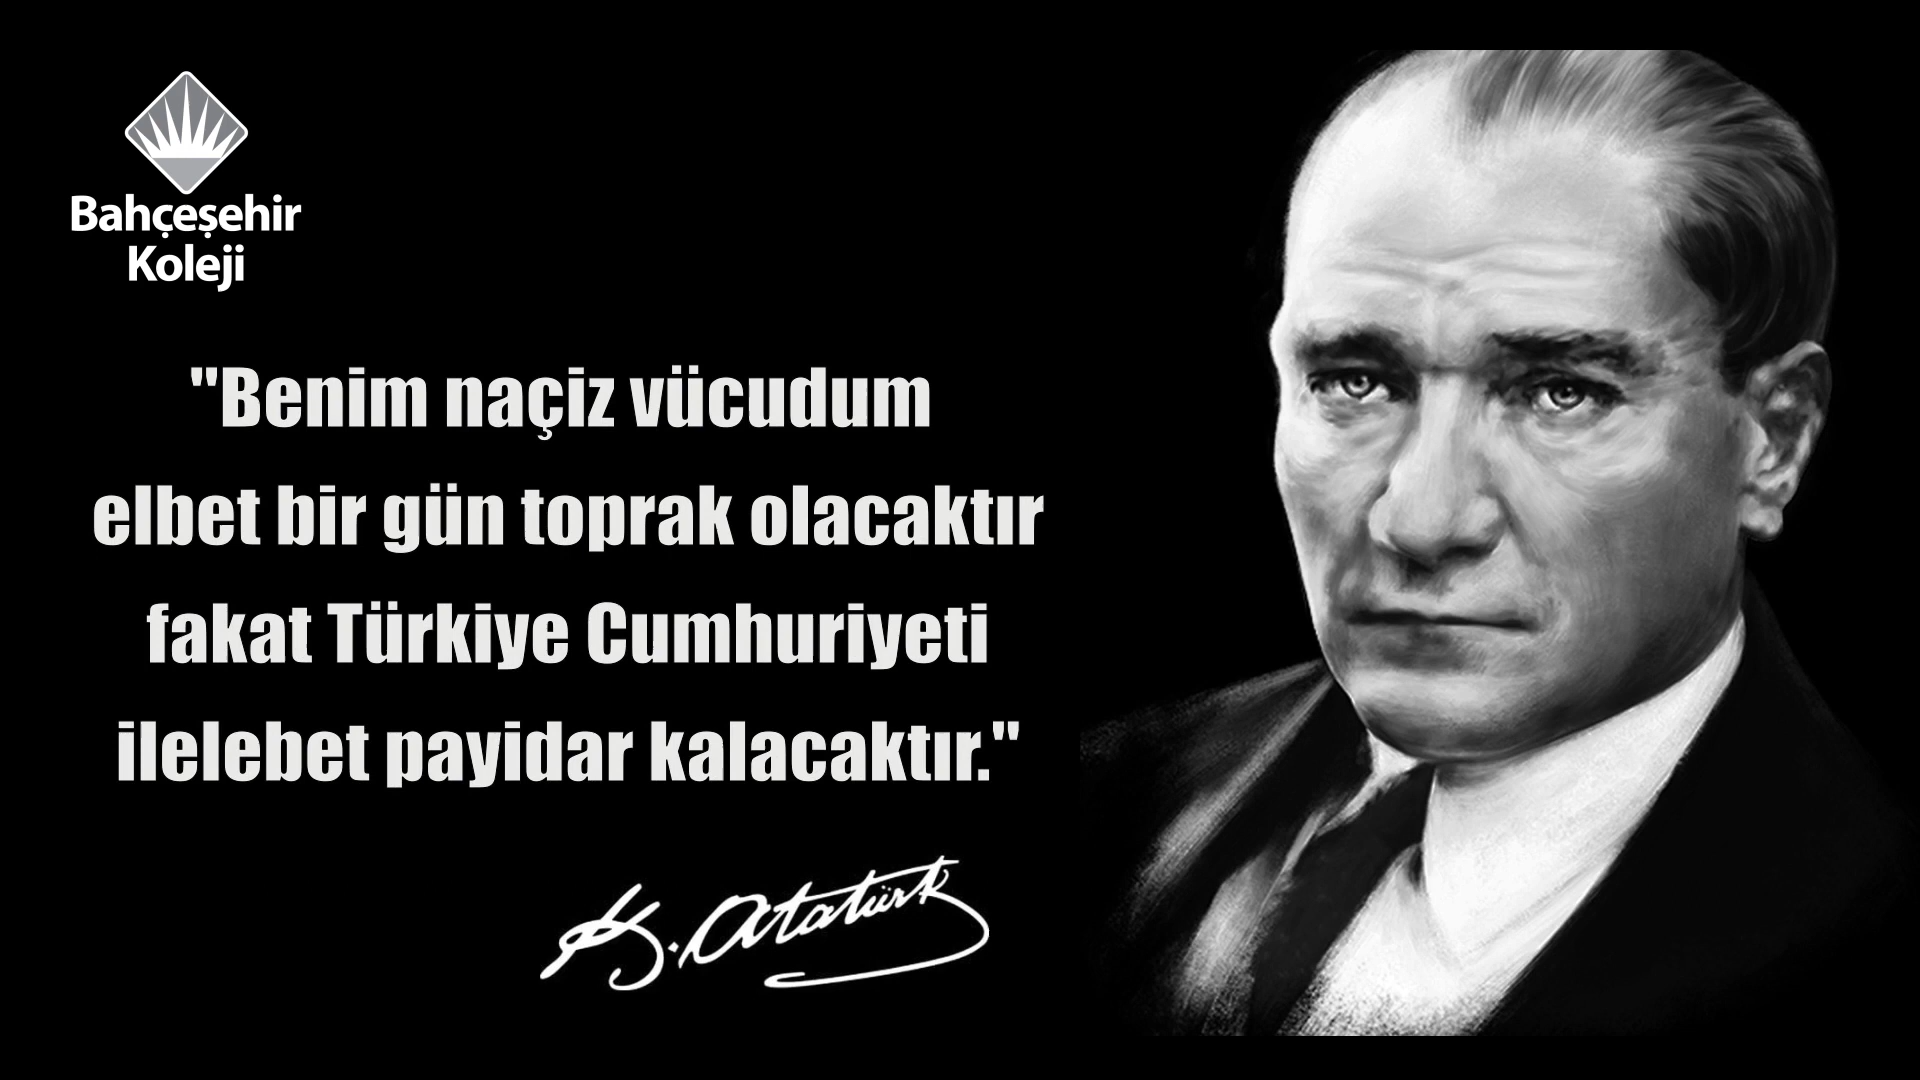 Bahçeşehir
Koleji
"Benim naçiz vücudum
elbet bir gün toprak olacaktır
fakat Türkiye Cumhuriyeti
ilelebet payidar kalacaktır."
K. Atatürk